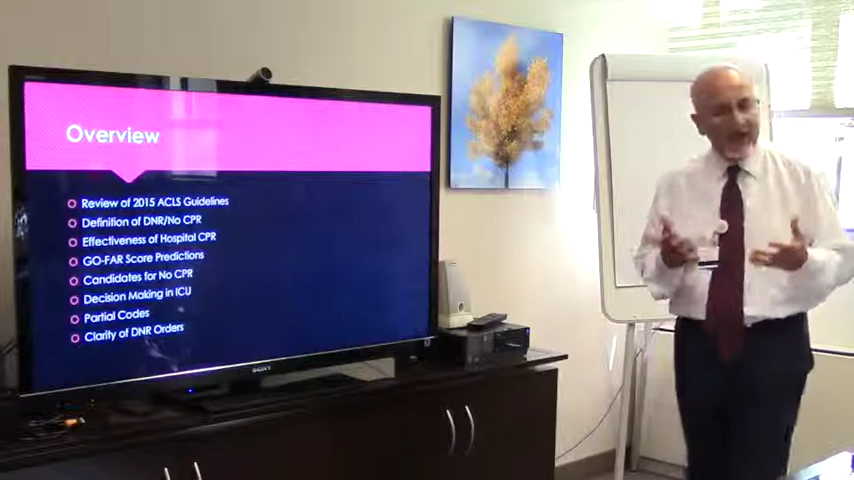 Overview
Review of 2015 ACLS Guidelines
Definition of DNR/No CPR
Effectiveness of Hospital CPR
GO-FAR Score Predictions
Candidates for No CPR
Decision Making in ICU
Partial Codes
Clarity of DNR Orders
SONY